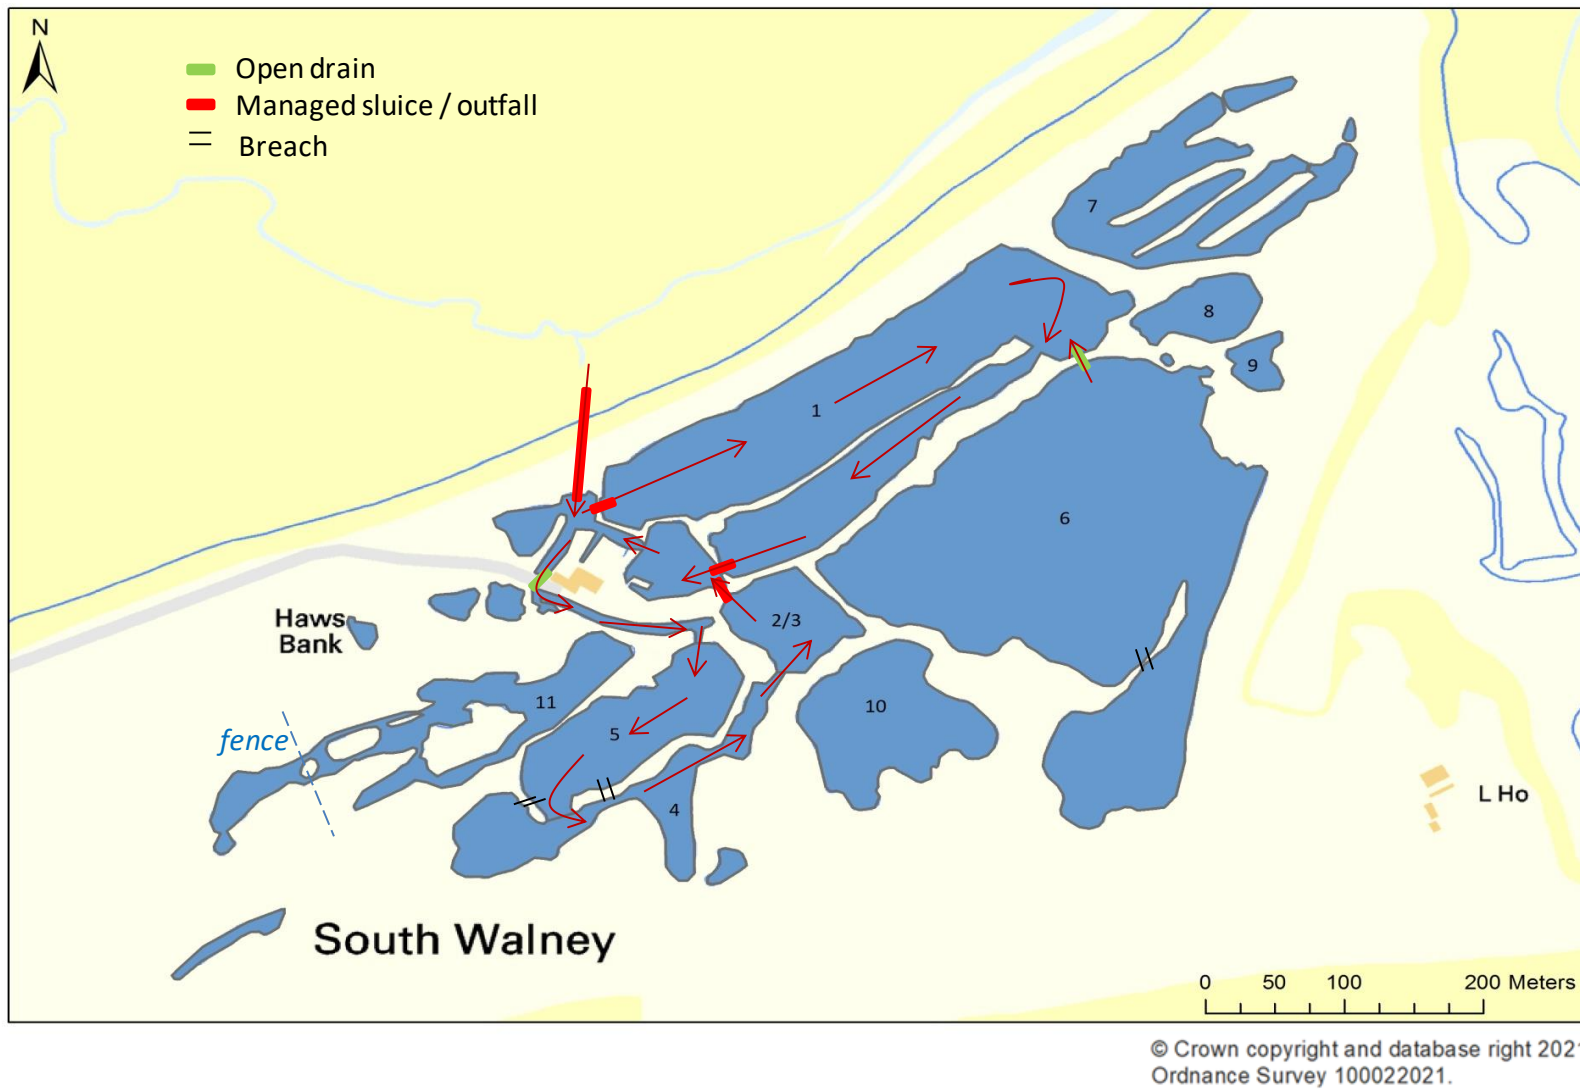 N
Open drain
Managed sluice / outfall
Breach
7
8
9
1
6
Haws
Bank
2/3
11
10
5
fence
4
L Ho
South Walney
0 50 100 200 Meters
© Crown copyright and database right 202
Ordnance Survey 100022021.